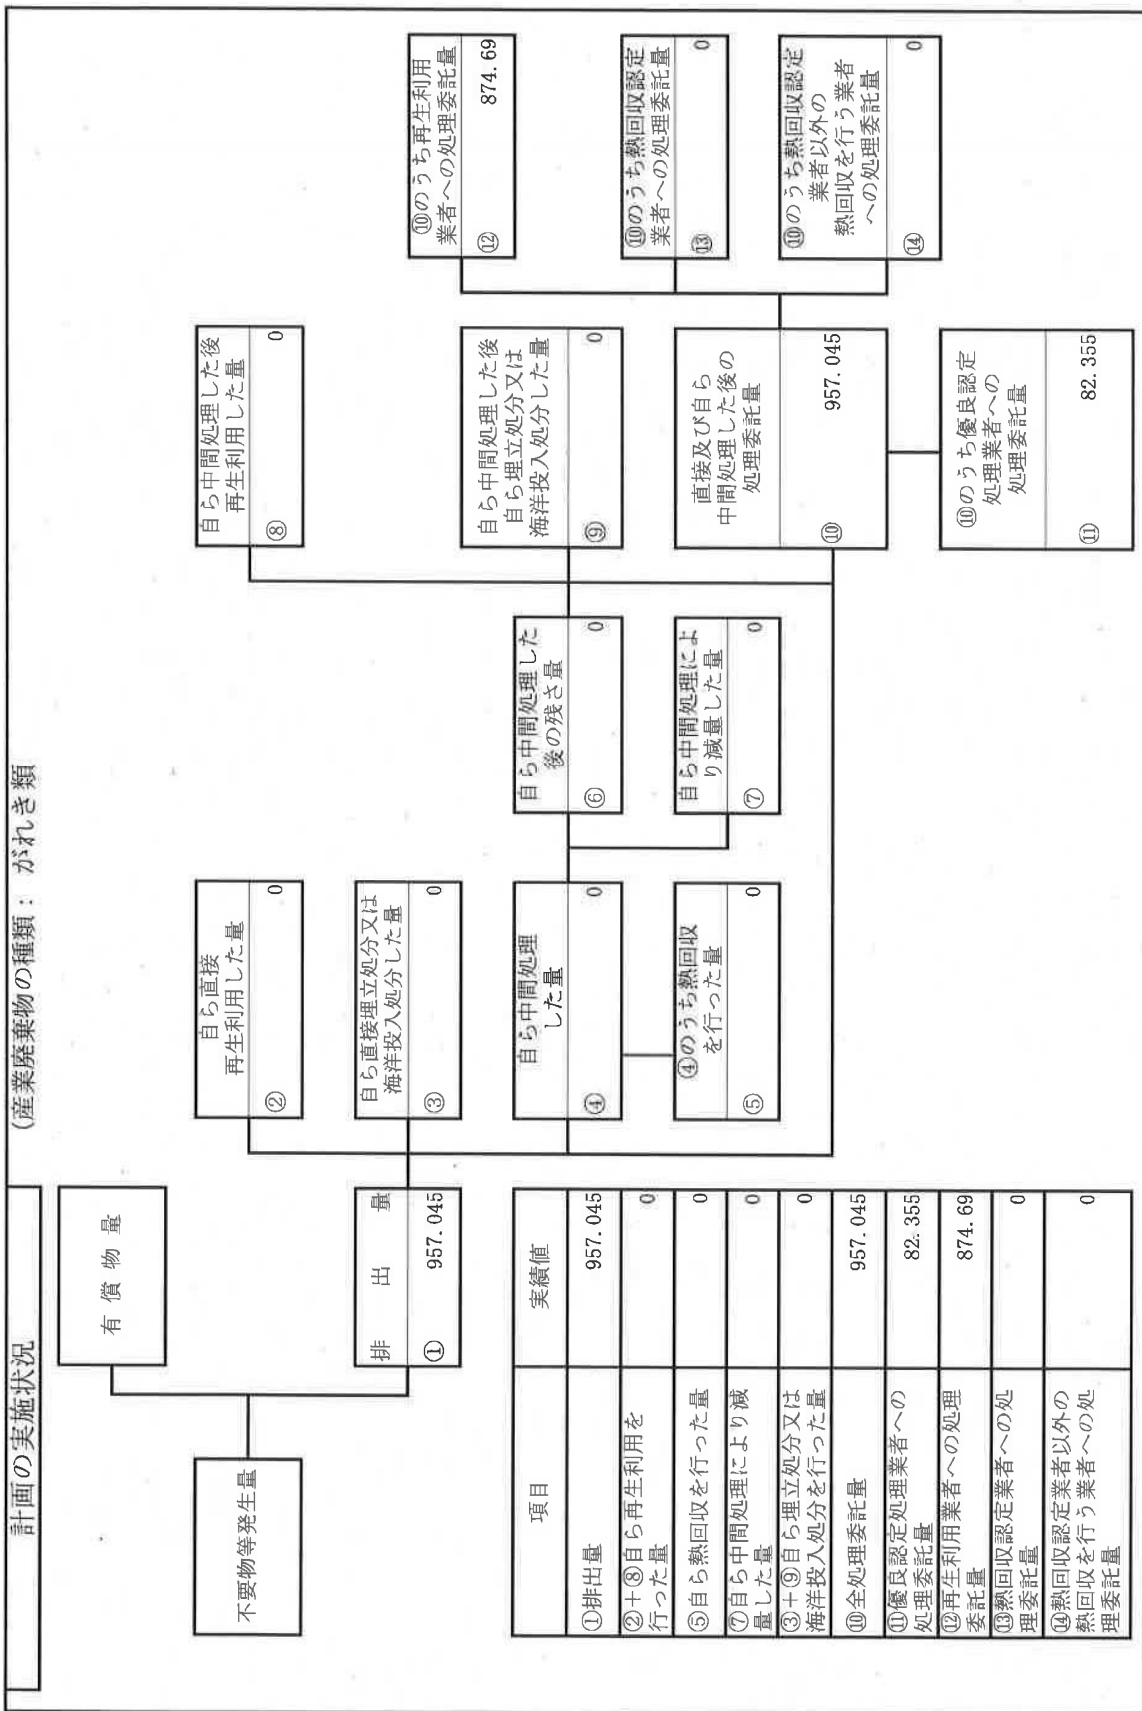 計画の実施状況
(産業廃棄物の種類： がれき類
不要物等発生量
有償物量
排出量
① 957.045
自ら直接
再生利用した量
② 0
自ら直接埋立処分又は
海洋投入処分した量
③ 0
自ら中間処理
した量
④ 0
④のうち熱回収
を行った量
⑤ 0
自ら中間処理した
後の残さ量
⑥ 0
自ら中間処理によ
り減量した量
⑦ 0
自ら中間処理した後
再生利用した量
⑧ 0
自ら中間処理した後
自ら埋立処分又は
海洋投入処分した量
⑨ 0
直接及び自ら
中間処理した後の
処理委託量
⑩ 957.045
⑩のうち優良認定
処理業者への
処理委託量
⑪ 82.355
⑩のうち再生利用
業者への処理委託量
⑫ 874.69
⑩のうち熱回収認定
業者への処理委託量
⑬ 0
⑩のうち熱回収認定
業者以外の
熱回収を行う業者
への処理委託量
⑭ 0
項目 実績値
①排出量 957.045
②＋⑧自ら再生利用を
行った量 0
⑤自ら熱回収を行った量 0
⑦自ら中間処理により減
量した量 0
③＋⑨自ら埋立処分又は
海洋投入処分を行った量 0
⑩全処理委託量 957.045
⑪優良認定処理業者への
処理委託量 82.355
⑫再生利用業者への処理
委託量 874.69
⑬熱回収認定業者への処
理委託量 0
⑭熱回収認定業者以外の
熱回収を行う業者への処
理委託量 0